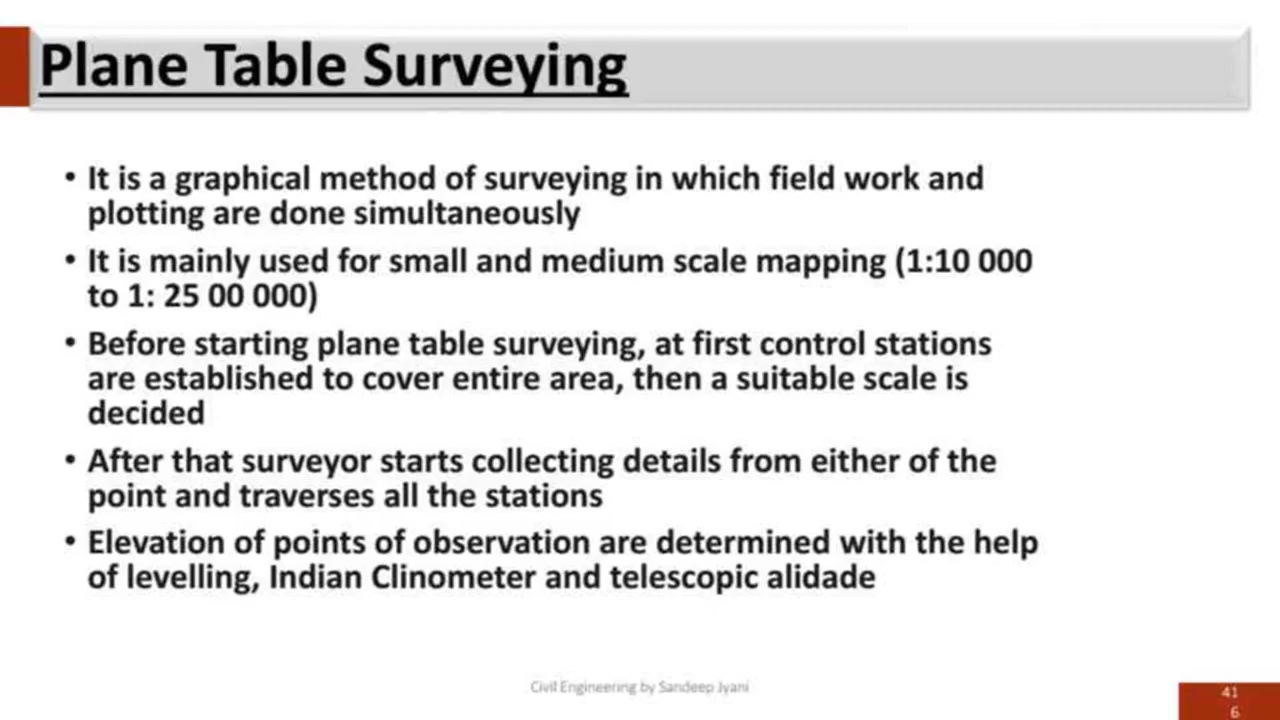 Plane Table Surveying
• It is a graphical method of surveying in which field work and
plotting are done simultaneously
• It is mainly used for small and medium scale mapping (1:10 000
to 1: 25 00 000)
• Before starting plane table surveying, at first control stations
are established to cover entire area, then a suitable scale is
decided
• After that surveyor starts collecting details from either of the
point and traverses all the stations
• Elevation of points of observation are determined with the help
of levelling, Indian Clinometer and telescopic alidade
Civil Engineering by Sandeep Jyani
41
6